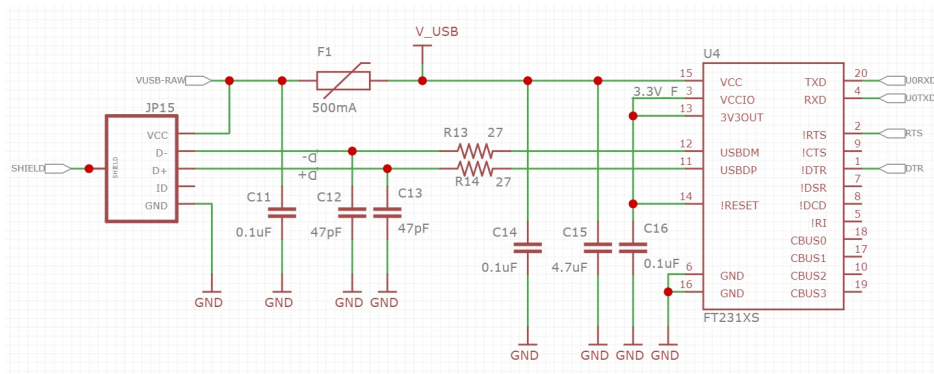 V_USB
F1
U4
VUSB-RAW
500mA
15 VCC
TXD 20
U0RXD
3.3V_F
3 VCCIO
RXD 4
U0TXD
JP15
13 3V3OUT
VCC
R13 27
!RTS 2
RTS
D-
D-
12 USBDM
!CTS 9
SHIELD
SHIELD
D+
D+
11 USBDP
!DTR 1
DTR
ID
R14 27
!DSR 7
GND
C11
C12
C13
14 !RESET
!DCD 8
!RI 5
0.1uF
47pF
47pF
C14
C15
C16
CBUS0 18
CBUS1 17
0.1uF
4.7uF
0.1uF
6 GND
CBUS2 10
16 GND
CBUS3 19
GND
GND
GND
GND
FT231XS
GND
GND
GND
GND